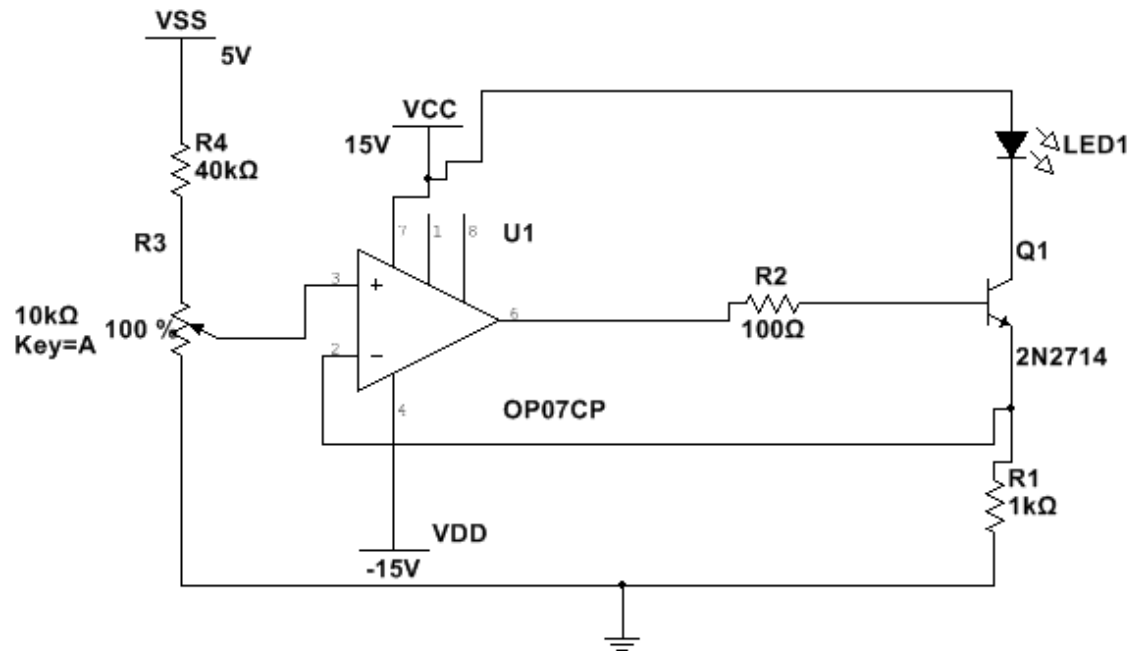 VSS
5V
VCC
15V
R4
40kΩ
LED1
R3
7
1
8
U1
Q1
3
+
R2
10kΩ
100 %
Key=A
6
100Ω
2
−
2N2714
4
OP07CP
R1
1kΩ
VDD
-15V